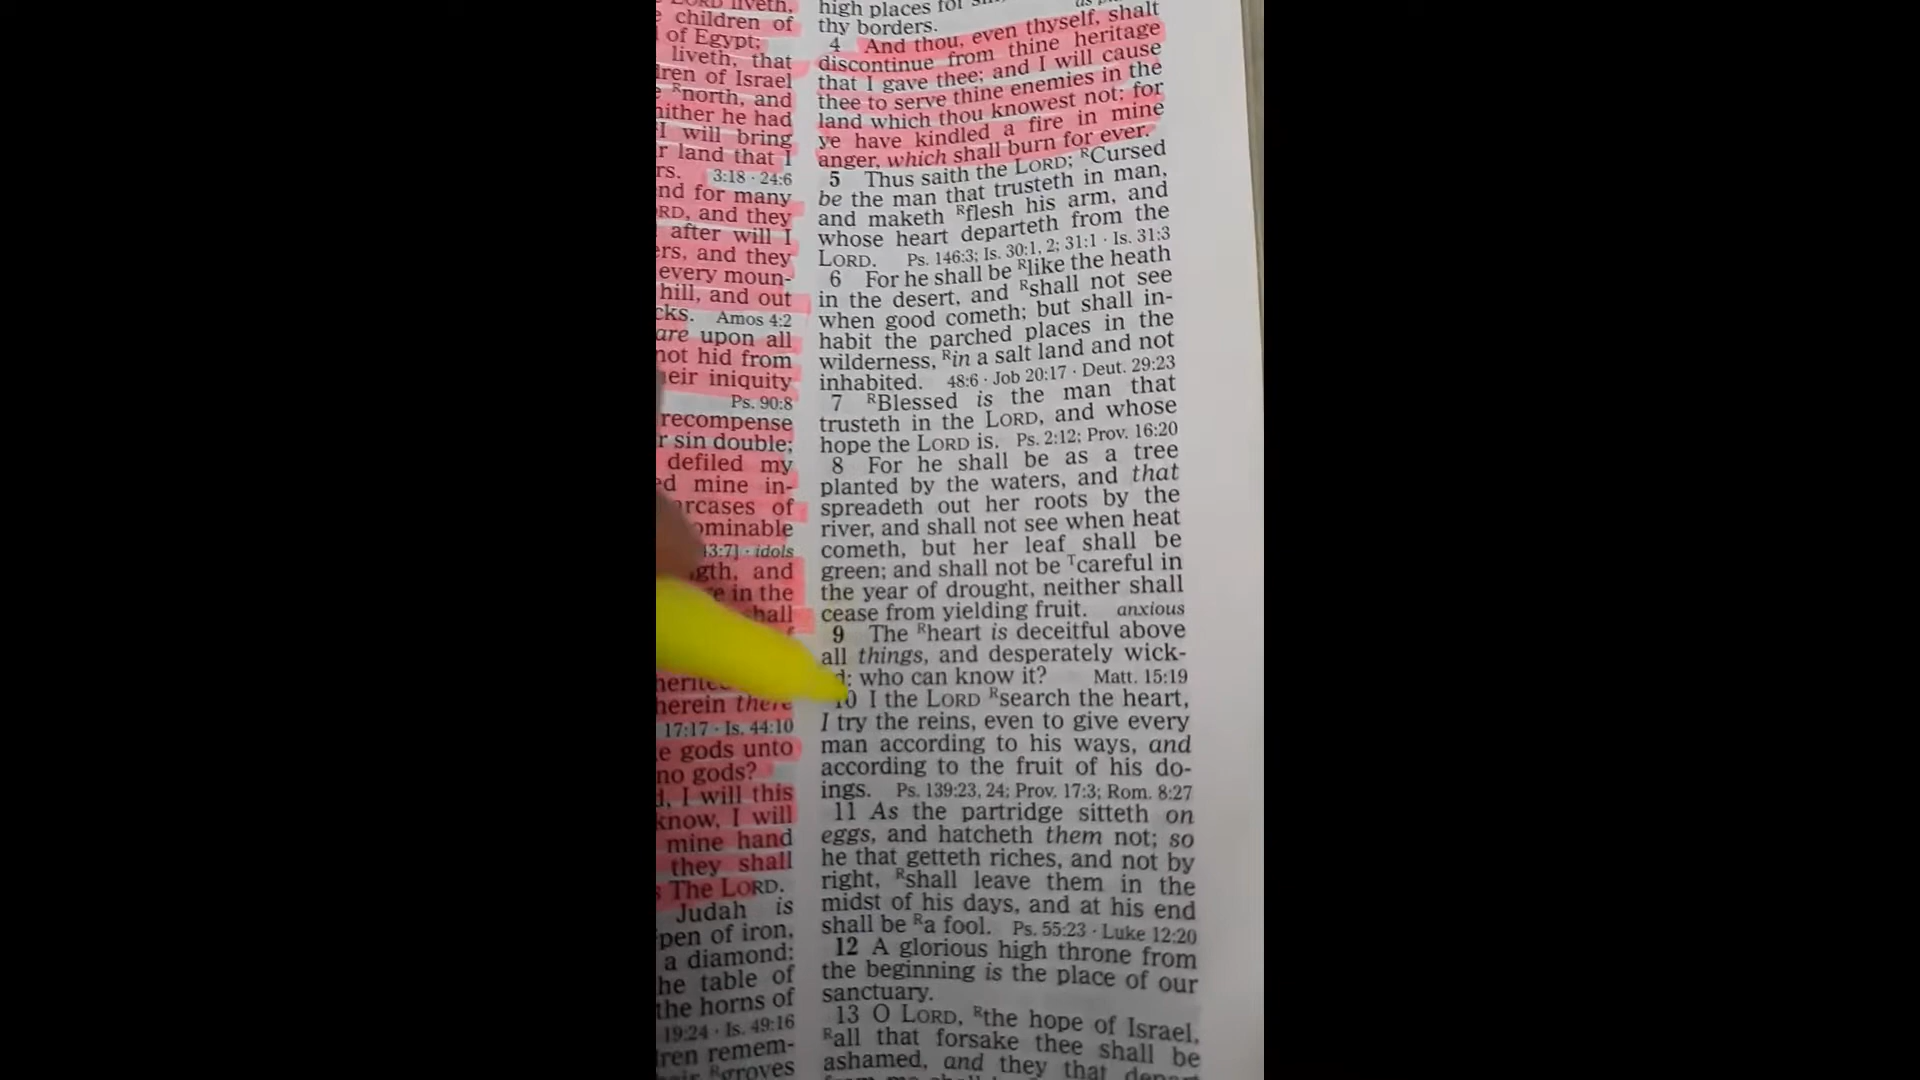 LORD liveth,
children of
of Egypt;
liveth, that
dren of Israel
Rnorth, and
hither he had
I will bring
r land that I
rs. 3:18 · 24:6
nd for many
RD, and they
after will I
ers, and they
every moun-
hill, and out
cks. Amos 4:2
are upon all
not hid from
heir iniquity
Ps. 90:8
recompense
r sin double;
defiled my
ed mine in-
arcases of
ominable
13:7] · idols
gth, and
e in the
shall
herein there
17:17 · Is. 44:10
e gods unto
no gods?
d, I will this
know, I will
mine hand
they shall
s The LORD.
Judah is
pen of iron,
a diamond:
he table of
the horns of
19:24 · Is. 49:16
dren remem-
Rgroves
high places for
thy borders.
4 And thou, even thyself, shalt
discontinue from thine heritage
that I gave thee; and I will cause
thee to serve thine enemies in the
land which thou knowest not: for
ye have kindled a fire in mine
anger, which shall burn for ever.
5 Thus saith the LORD; RCursed
be the man that trusteth in man,
and maketh Rflesh his arm, and
whose heart departeth from the
LORD. Ps. 146:3; Is. 30:1, 2; 31:1 · Is. 31:3
6 For he shall be Rlike the heath
in the desert, and Rshall not see
when good cometh; but shall in-
habit the parched places in the
wilderness, Rin a salt land and not
inhabited. 48:6 · Job 20:17 · Deut. 29:23
7 RBlessed is the man that
trusteth in the LORD, and whose
hope the LORD is. Ps. 2:12; Prov. 16:20
8 For he shall be as a tree
planted by the waters, and that
spreadeth out her roots by the
river, and shall not see when heat
cometh, but her leaf shall be
green; and shall not be Tcareful in
the year of drought, neither shall
cease from yielding fruit. anxious
9 The Rheart is deceitful above
all things, and desperately wick-
d: who can know it? Matt. 15:19
10 I the LORD Rsearch the heart,
I try the reins, even to give every
man according to his ways, and
according to the fruit of his do-
ings. Ps. 139:23, 24; Prov. 17:3; Rom. 8:27
11 As the partridge sitteth on
eggs, and hatcheth them not; so
he that getteth riches, and not by
right, Rshall leave them in the
midst of his days, and at his end
shall be Ra fool. Ps. 55:23 · Luke 12:20
12 A glorious high throne from
the beginning is the place of our
sanctuary.
13 O LORD, Rthe hope of Israel,
Rall that forsake thee shall be
ashamed, and they that